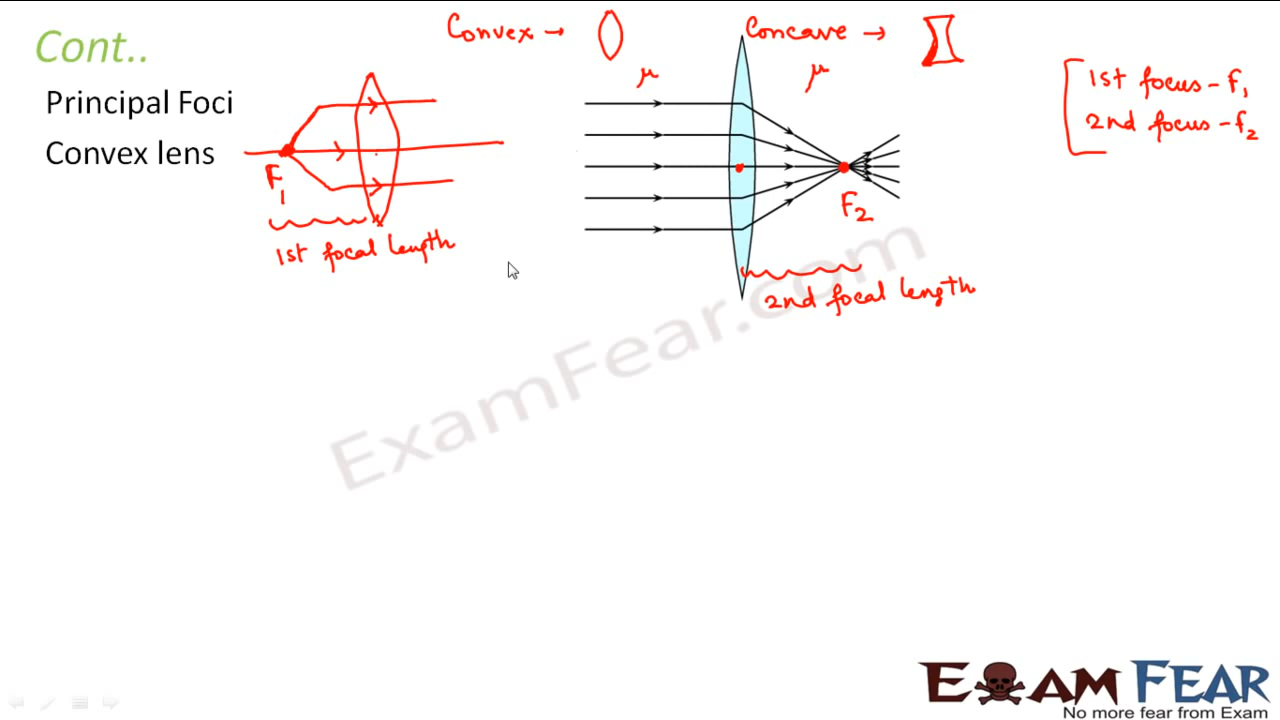 Cont..
Convex →
Concave →
Principal Foci
Convex lens
μ
μ
1st focus - f1
2nd focus - f2
F1
F2
1st focal length
2nd focal length
ExamFear.com
EXAM FEAR
No more fear from Exam